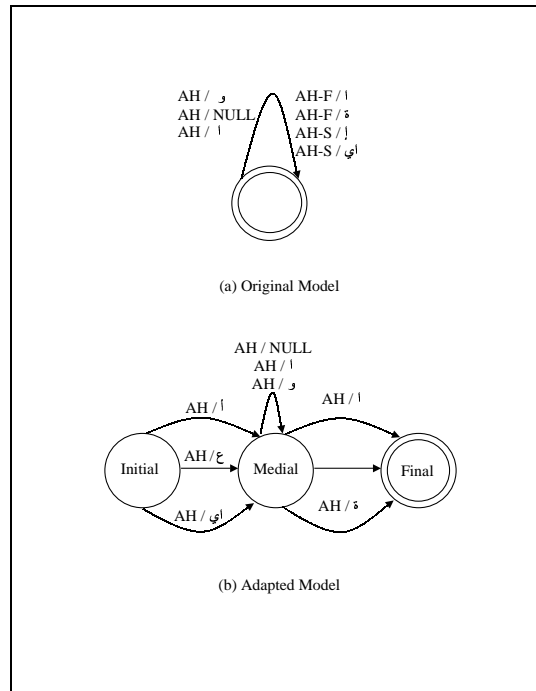 AH / و
AH / NULL
AH / ا
AH-F / ا
AH-F / ة
AH-S / إ
AH-S / اي
(a) Original Model
AH / NULL
AH / ا
AH / و
AH / أ
AH / ا
Initial
AH / ع
Medial
Final
AH / اي
AH / ة
(b) Adapted Model